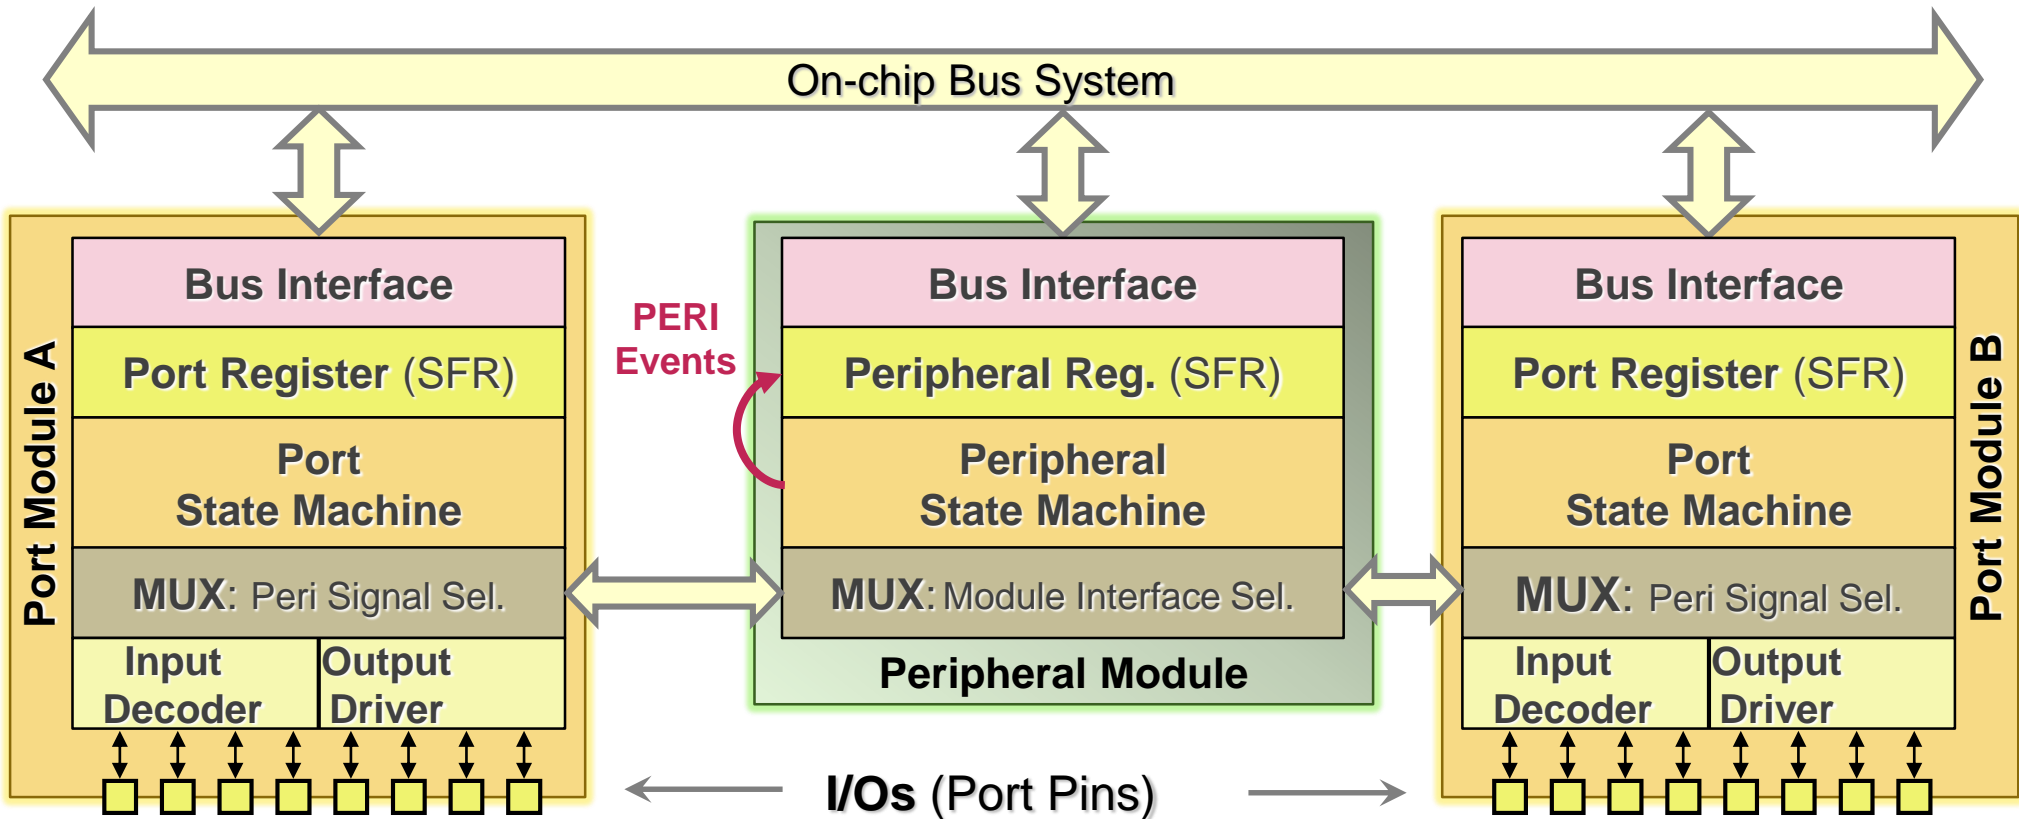 On-chip Bus System
Port Module A
Bus Interface
Port Register (SFR)
Port
State Machine
MUX: Peri Signal Sel.
Input
Decoder
Output
Driver
PERI
Events
Bus Interface
Peripheral Reg. (SFR)
Peripheral
State Machine
MUX: Module Interface Sel.
Peripheral Module
Bus Interface
Port Register (SFR)
Port
State Machine
MUX: Peri Signal Sel.
Input
Decoder
Output
Driver
Port Module B
I/Os (Port Pins)